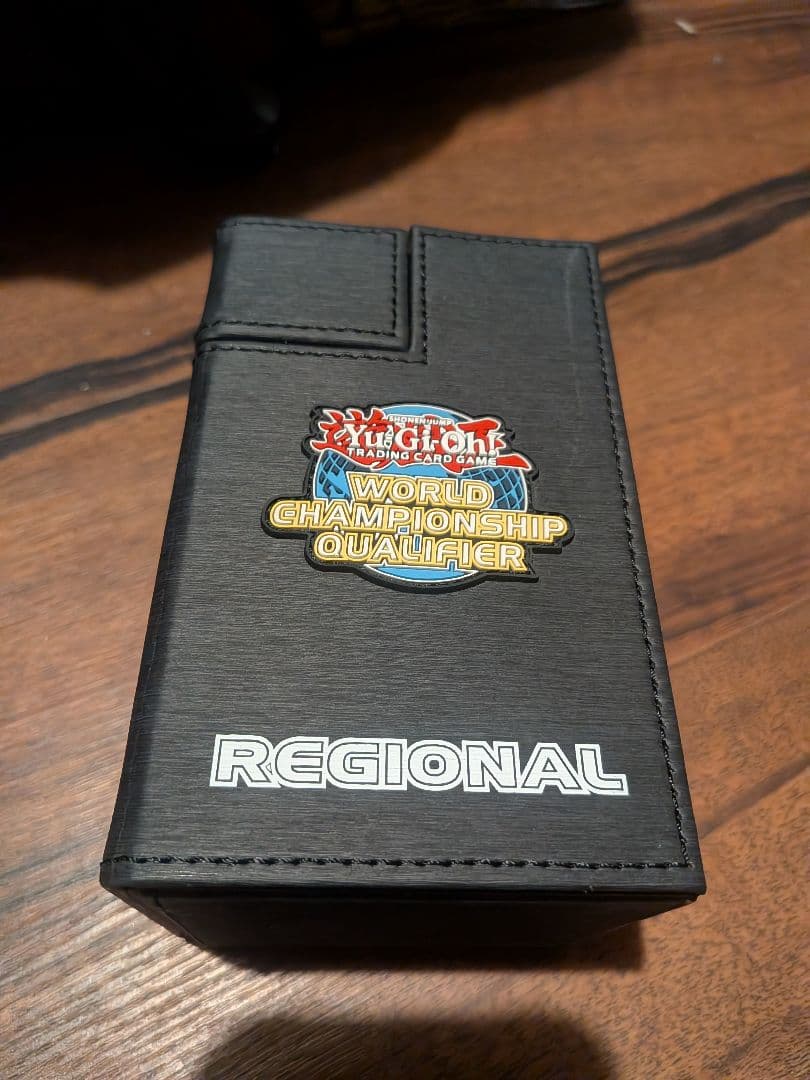 SHONEN JUMP
遊戯王
Yu-Gi-Oh!
TRADING CARD GAME
WORLD
CHAMPIONSHIP
QUALIFIER
REGIONAL